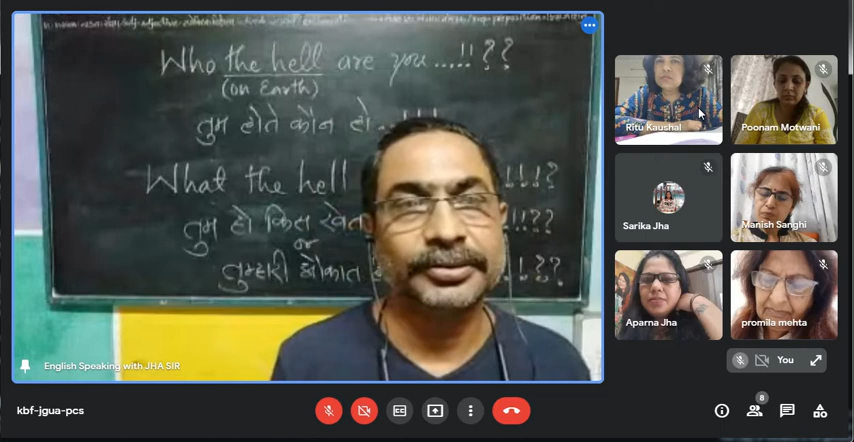 Who the hell are you.....!! ??
(on Earth)
तुम होते कौन हो..
What the hell !!!?
तुम हो किस खेत !!??
or
तुम्हारी औकात !!??
English Speaking with JHA SIR
Ritu Kaushal
Poonam Motwani
Sarika Jha
Manish Sanghi
Aparna Jha
promila mehta
You
kbf-jgua-pcs
CC
8